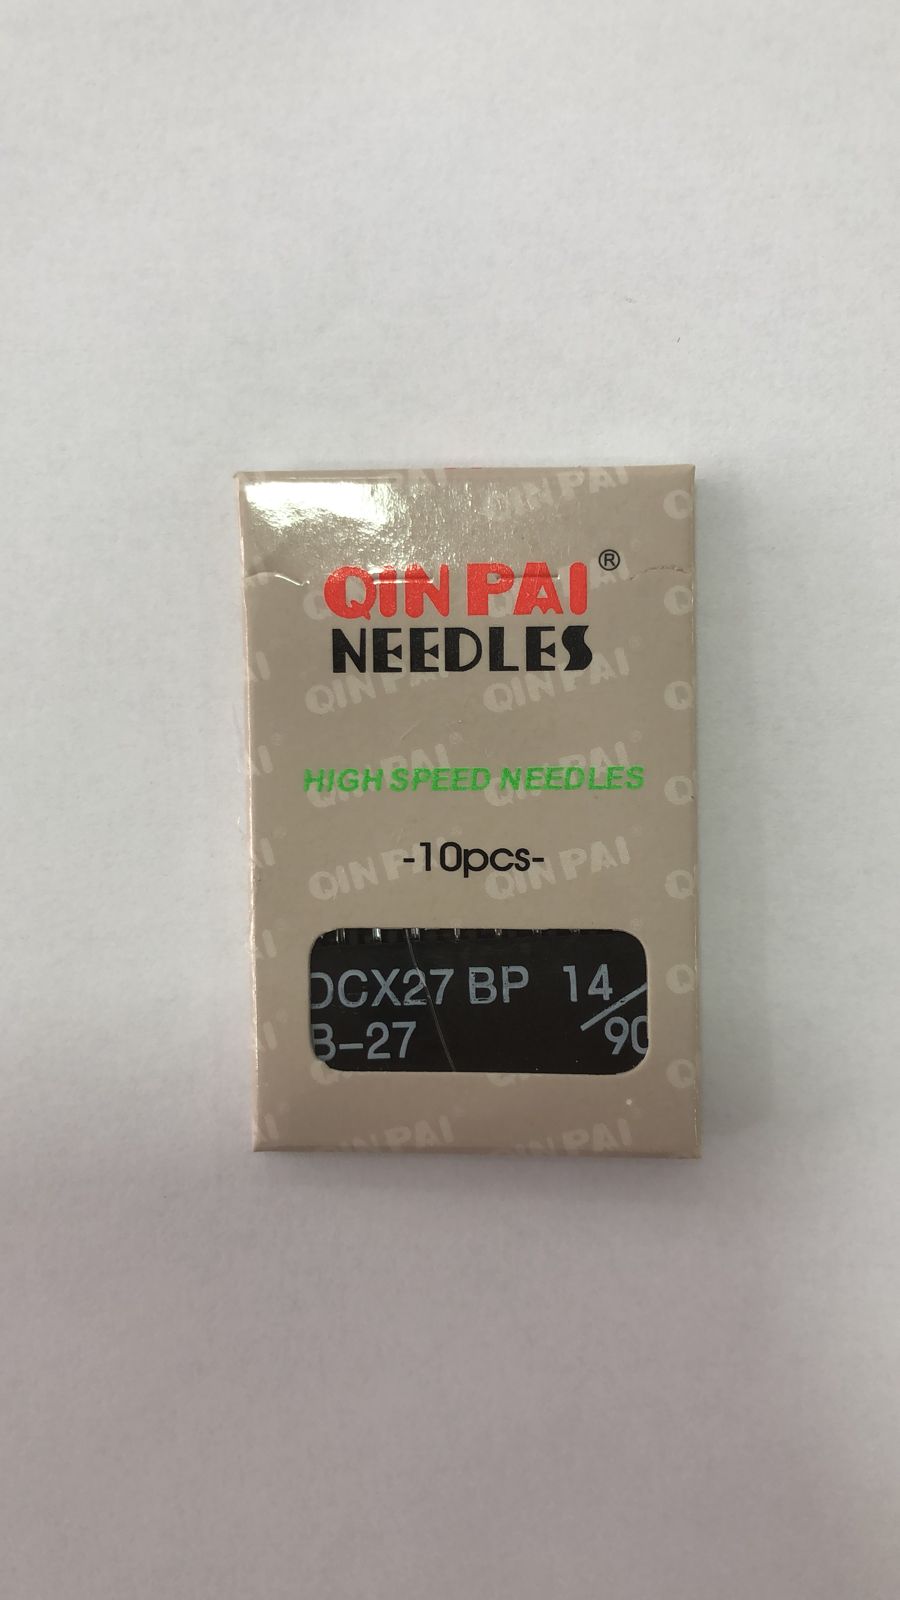 QIN PAI®
NEEDLES
HIGH SPEED NEEDLES
-10pcs-
DCX27 BP 14/90
B-27